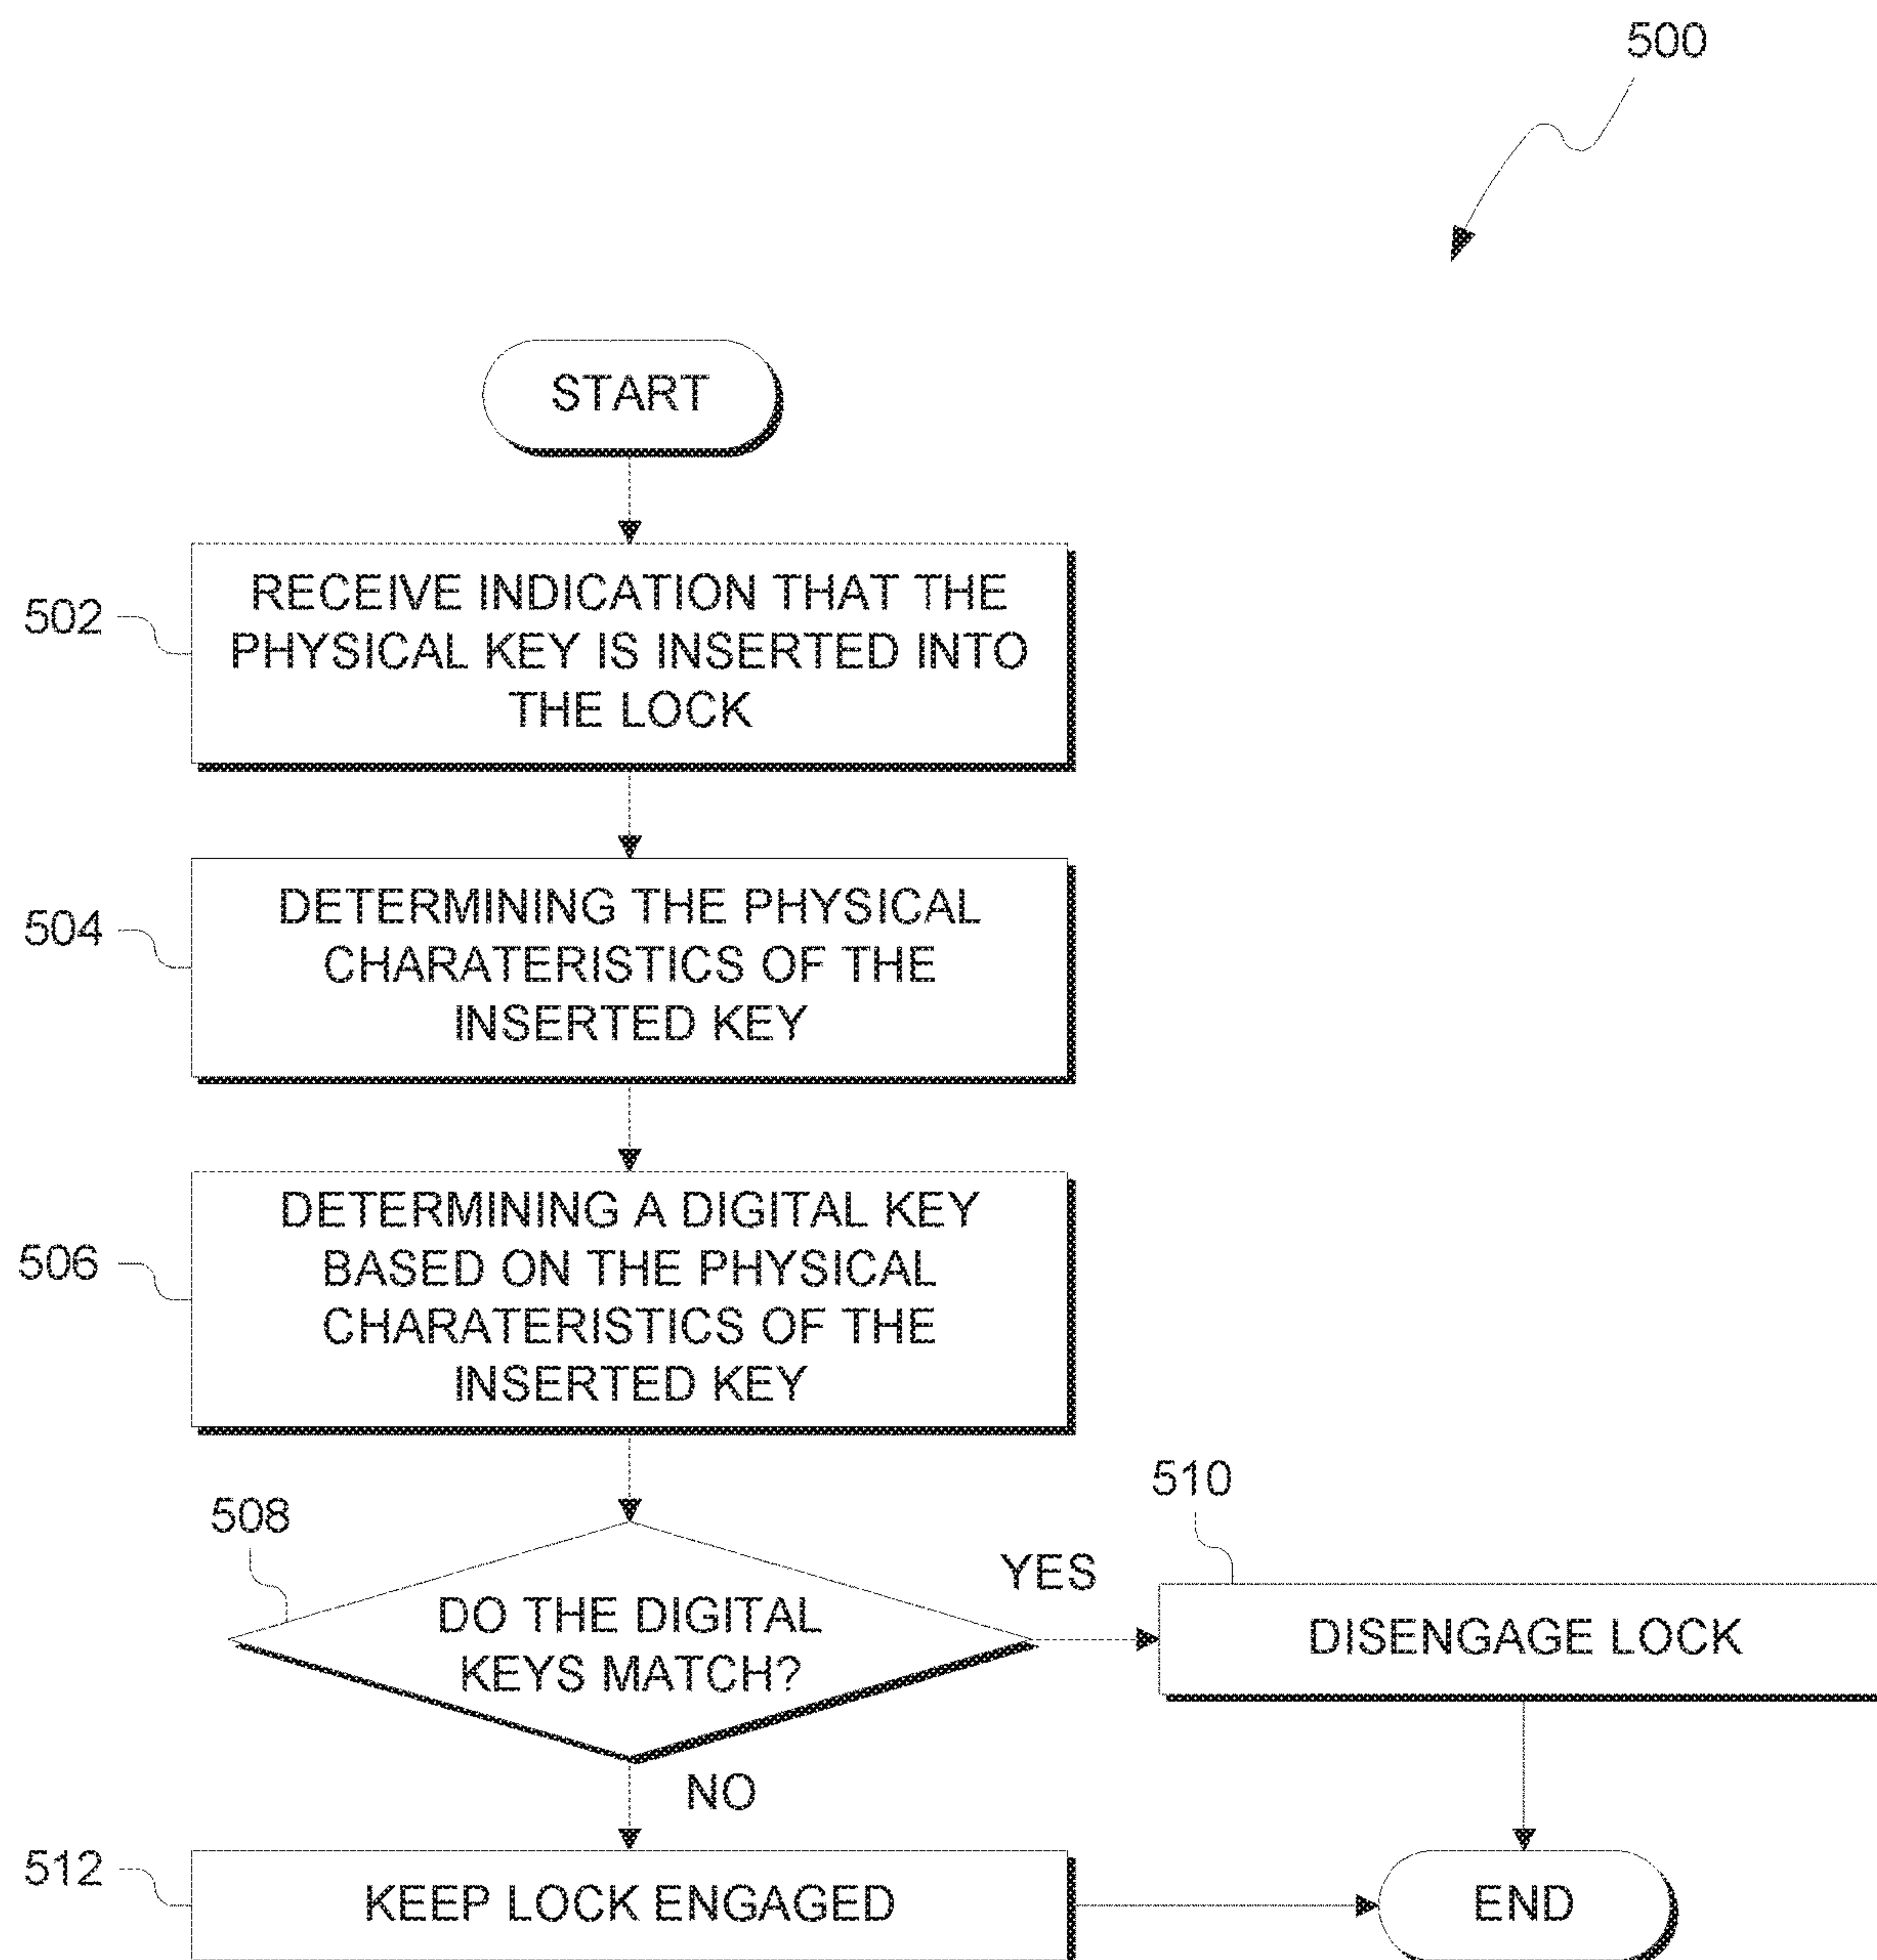 500
START
502
RECEIVE INDICATION THAT THE
PHYSICAL KEY IS INSERTED INTO
THE LOCK
504
DETERMINING THE PHYSICAL
CHARATERISTICS OF THE
INSERTED KEY
506
DETERMINING A DIGITAL KEY
BASED ON THE PHYSICAL
CHARATERISTICS OF THE
INSERTED KEY
508
DO THE DIGITAL
KEYS MATCH?
YES
510
DISENGAGE LOCK
NO
512
KEEP LOCK ENGAGED
END